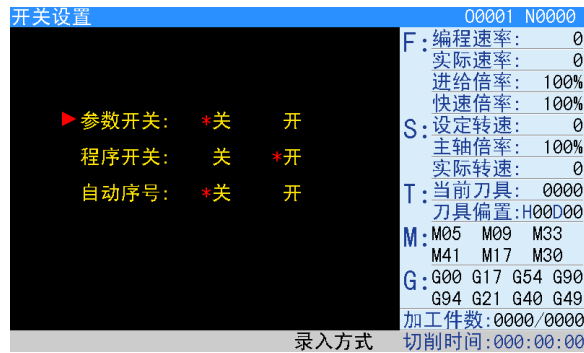 开关设置 O0001 N0000
参数开关: *关 开
程序开关: 关 *开
自动序号: *关 开
录入方式
F:编程速率: 0
实际速率: 0
进给倍率: 100%
快速倍率: 100%
S:设定转速: 0
主轴倍率: 100%
实际转速: 0
T:当前刀具: 0000
刀具偏置:H00D00
M:M05 M09 M33
M41 M17 M30
G:G00 G17 G54 G90
G94 G21 G40 G49
加工件数:0000/0000
切削时间:000:00:00